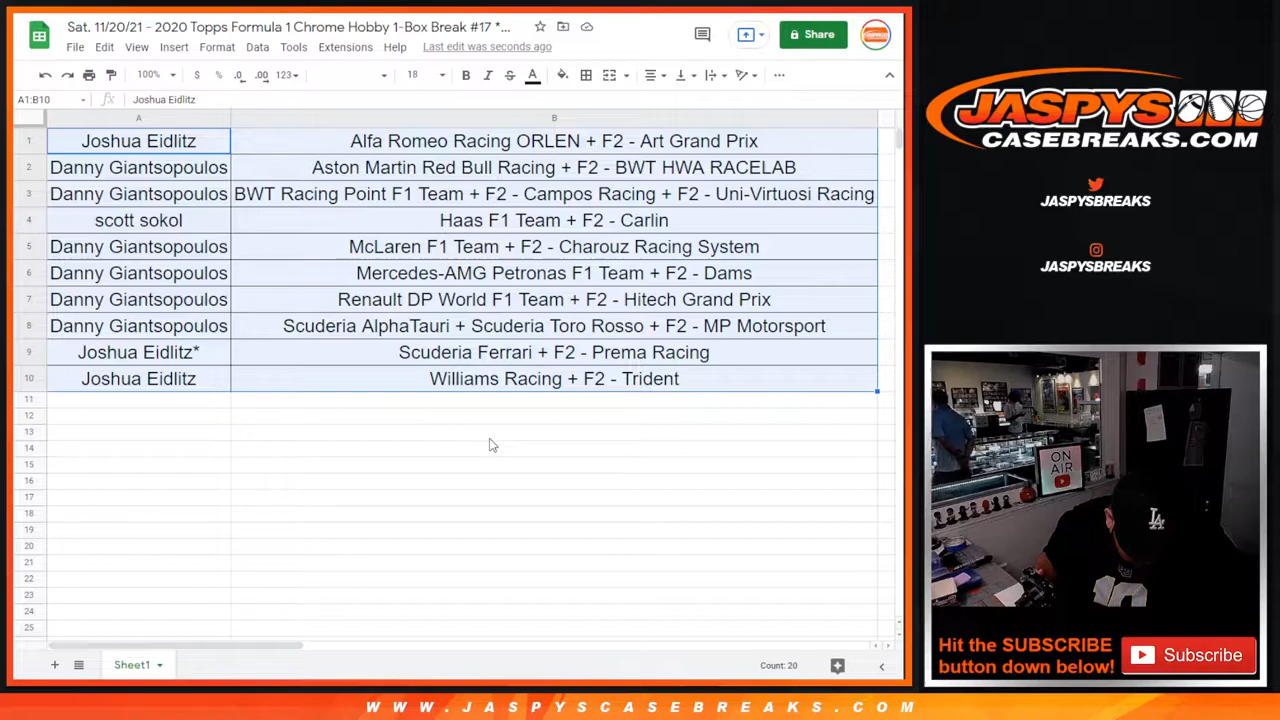 Sat. 11/20/21 - 2020 Topps Formula 1 Chrome Hobby 1-Box Break #17 *...
File Edit View Insert Format Data Tools Extensions Help Last edit was seconds ago
Share
100% $ % .0 .00 123 18 B I S A
A1:B10 fx Joshua Eidlitz
A B
1 Joshua Eidlitz Alfa Romeo Racing ORLEN + F2 - Art Grand Prix
2 Danny Giantsopoulos Aston Martin Red Bull Racing + F2 - BWT HWA RACELAB
3 Danny Giantsopoulos BWT Racing Point F1 Team + F2 - Campos Racing + F2 - Uni-Virtuosi Racing
4 scott sokol Haas F1 Team + F2 - Carlin
5 Danny Giantsopoulos McLaren F1 Team + F2 - Charouz Racing System
6 Danny Giantsopoulos Mercedes-AMG Petronas F1 Team + F2 - Dams
7 Danny Giantsopoulos Renault DP World F1 Team + F2 - Hitech Grand Prix
8 Danny Giantsopoulos Scuderia AlphaTauri + Scuderia Toro Rosso + F2 - MP Motorsport
9 Joshua Eidlitz* Scuderia Ferrari + F2 - Prema Racing
10 Joshua Eidlitz Williams Racing + F2 - Trident
11
12
13
14
15
16
17
18
19
20
21
22
23
24
25
Sheet1
Count: 20
JASPYS
CASEBREAKS.COM
JASPYSBREAKS
JASPYSBREAKS
ON
AIR
LA
Hit the SUBSCRIBE
button down below!
Subscribe
WWW.JASPYSCASEBREAKS.COM